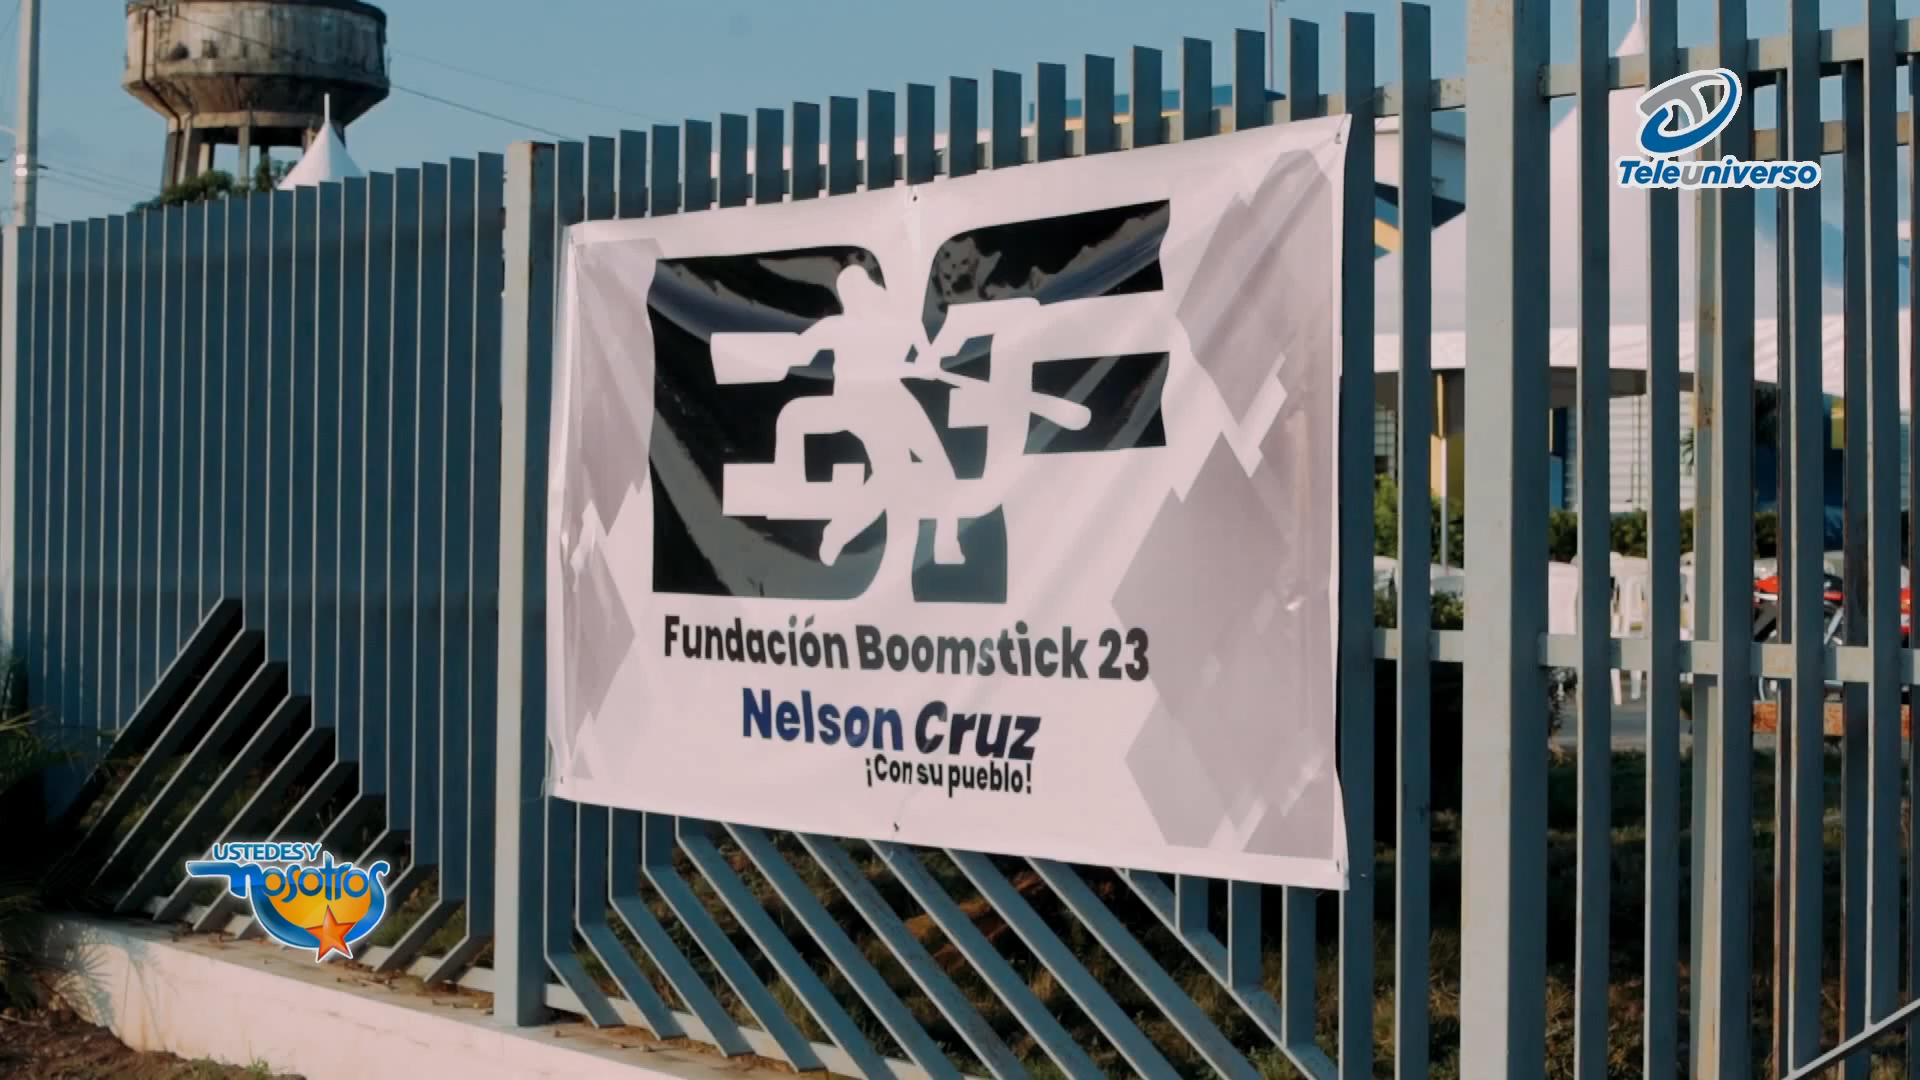 Teleuniverso
Fundación Boomstick 23
Nelson Cruz
¡Con su pueblo!
USTEDES Y
nosotros